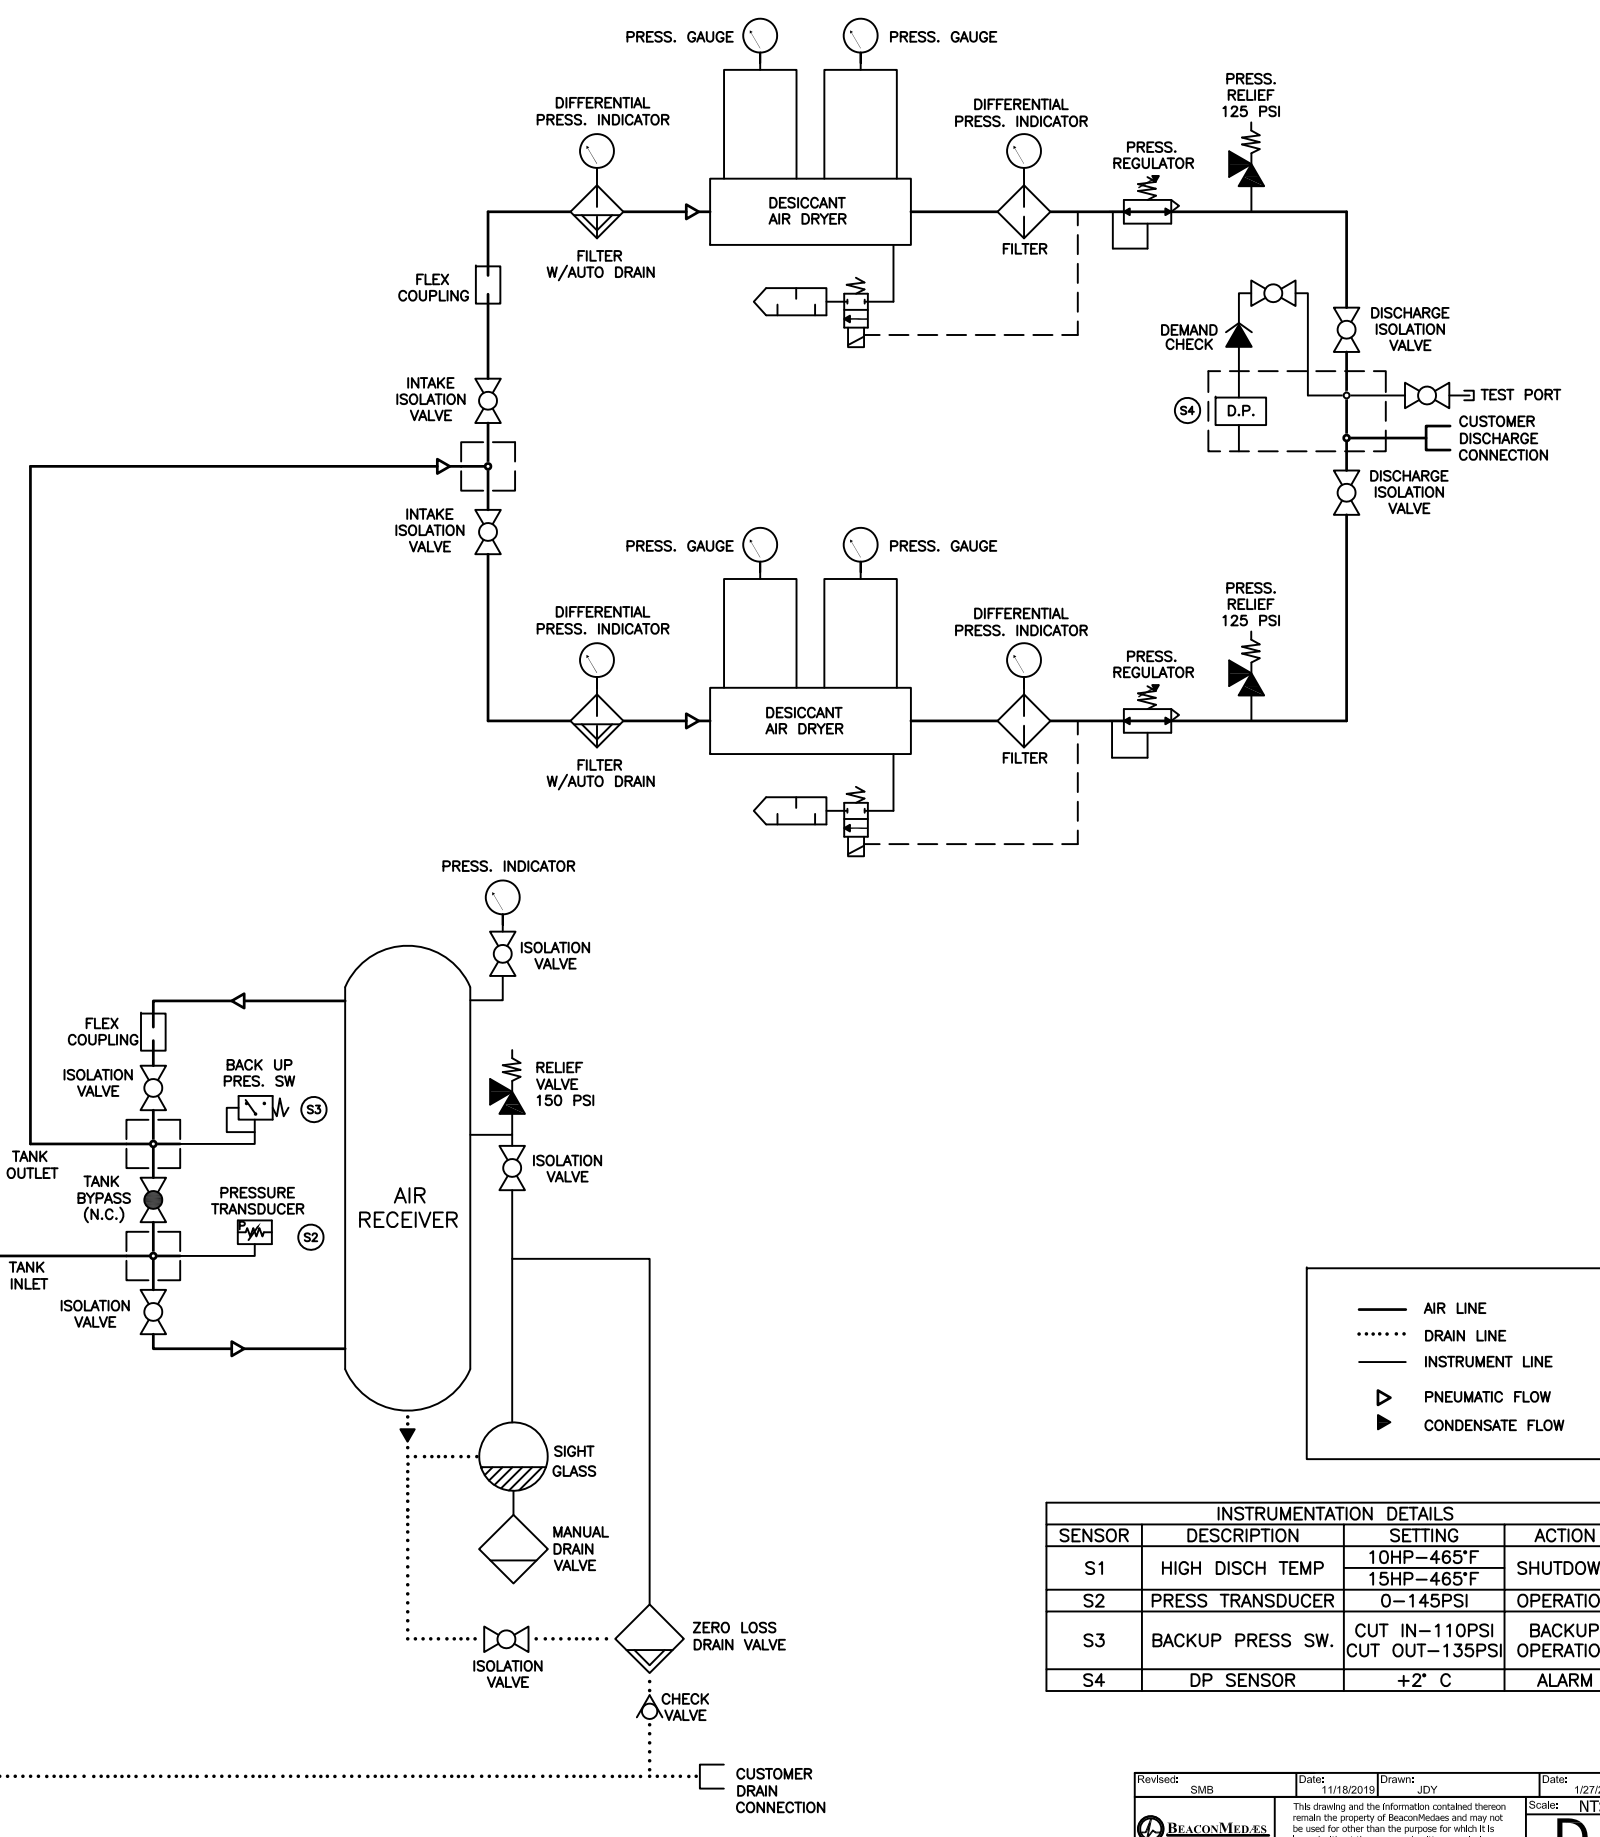 PRESS. GAUGE
PRESS. GAUGE
DIFFERENTIAL
PRESS. INDICATOR
DIFFERENTIAL
PRESS. INDICATOR
PRESS.
RELIEF
125 PSI
PRESS.
REGULATOR
DESICCANT
AIR DRYER
FILTER
W/AUTO DRAIN
FILTER
FLEX
COUPLING
DISCHARGE
ISOLATION
VALVE
DEMAND
CHECK
INTAKE
ISOLATION
VALVE
S4
D.P.
TEST PORT
CUSTOMER
DISCHARGE
CONNECTION
DISCHARGE
ISOLATION
VALVE
INTAKE
ISOLATION
VALVE
PRESS. GAUGE
PRESS. GAUGE
DIFFERENTIAL
PRESS. INDICATOR
DIFFERENTIAL
PRESS. INDICATOR
PRESS.
RELIEF
125 PSI
PRESS.
REGULATOR
DESICCANT
AIR DRYER
FILTER
W/AUTO DRAIN
FILTER
PRESS. INDICATOR
ISOLATION
VALVE
FLEX
COUPLING
ISOLATION
VALVE
BACK UP
PRES. SW
S3
RELIEF
VALVE
150 PSI
TANK
OUTLET
TANK
BYPASS
(N.C.)
PRESSURE
TRANSDUCER
P
S2
ISOLATION
VALVE
AIR
RECEIVER
TANK
INLET
ISOLATION
VALVE
AIR LINE
DRAIN LINE
INSTRUMENT LINE
PNEUMATIC FLOW
CONDENSATE FLOW
SIGHT
GLASS
MANUAL
DRAIN
VALVE
ZERO LOSS
DRAIN VALVE
ISOLATION
VALVE
CHECK
VALVE
CUSTOMER
DRAIN
CONNECTION
INSTRUMENTATION DETAILS
SENSOR DESCRIPTION SETTING ACTION
S1 HIGH DISCH TEMP 10HP-465°F SHUTDOW
15HP-465°F
S2 PRESS TRANSDUCER 0-145PSI OPERATIO
S3 BACKUP PRESS SW. CUT IN-110PSI BACKUP
CUT OUT-135PSI OPERATIO
S4 DP SENSOR +2° C ALARM
Revised: SMB Date: 11/18/2019 Drawn: JDY Date: 1/27/2
BEACONMEDÆS
This drawing and the information contained thereon
remain the property of BeaconMedaes and may not
be used for other than the purpose for which it is
Scale: NT